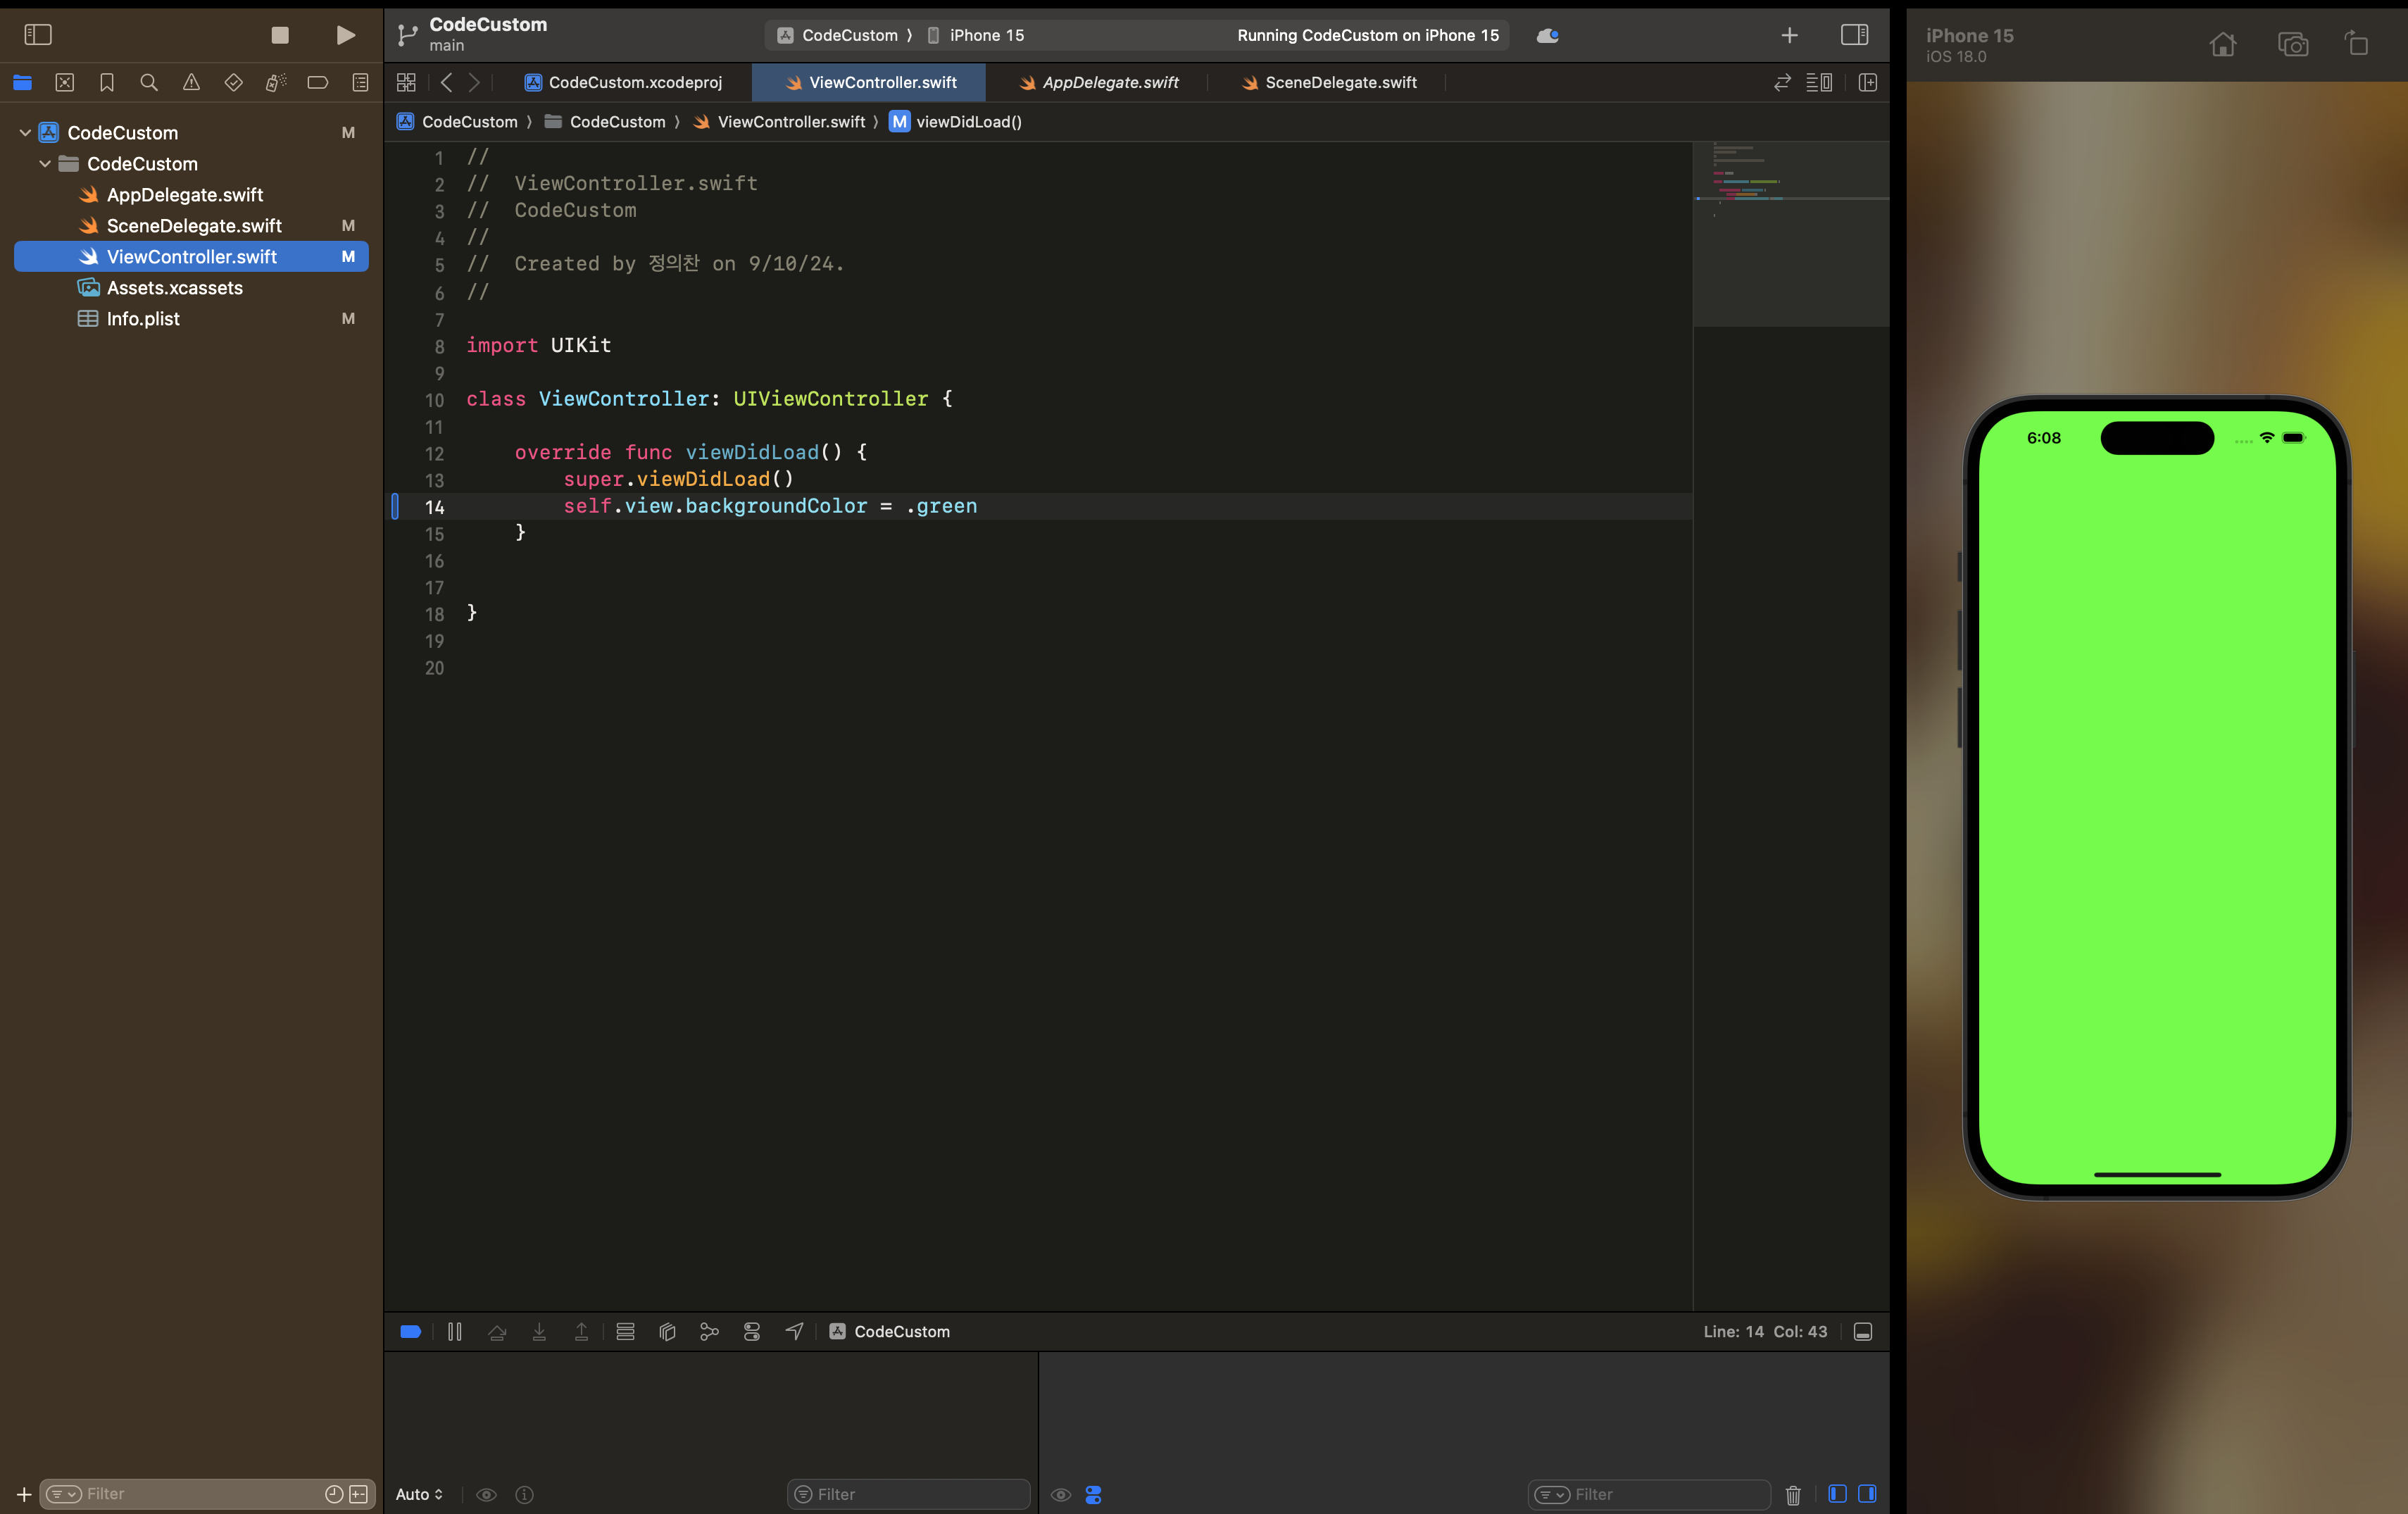 CodeCustom
main
CodeCustom 〉 iPhone 15
Running CodeCustom on iPhone 15
iPhone 15
iOS 18.0
CodeCustom.xcodeproj
ViewController.swift
AppDelegate.swift
SceneDelegate.swift
CodeCustom 〉 CodeCustom 〉 ViewController.swift 〉 M viewDidLoad()
CodeCustom M
CodeCustom
AppDelegate.swift
SceneDelegate.swift M
ViewController.swift M
Assets.xcassets
Info.plist M
1 //
2 //  ViewController.swift
3 //  CodeCustom
4 //
5 //  Created by 정의찬 on 9/10/24.
6 //
7
8 import UIKit
9
10 class ViewController: UIViewController {
11
12     override func viewDidLoad() {
13         super.viewDidLoad()
14         self.view.backgroundColor = .green
15     }
16
17
18 }
19
20
6:08
CodeCustom
Line: 14 Col: 43
Filter
Auto
Filter
Filter